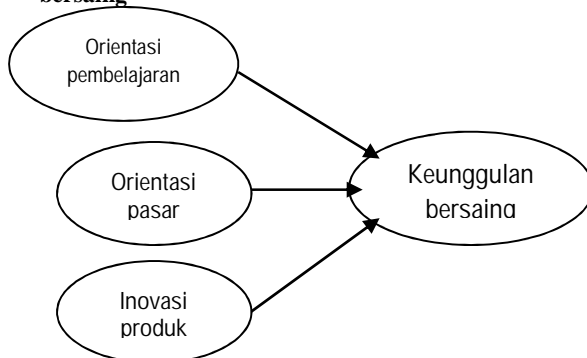 bersaing
Orientasi
pembelajaran
Orientasi
pasar
Keunggulan
bersaing
Inovasi
produk